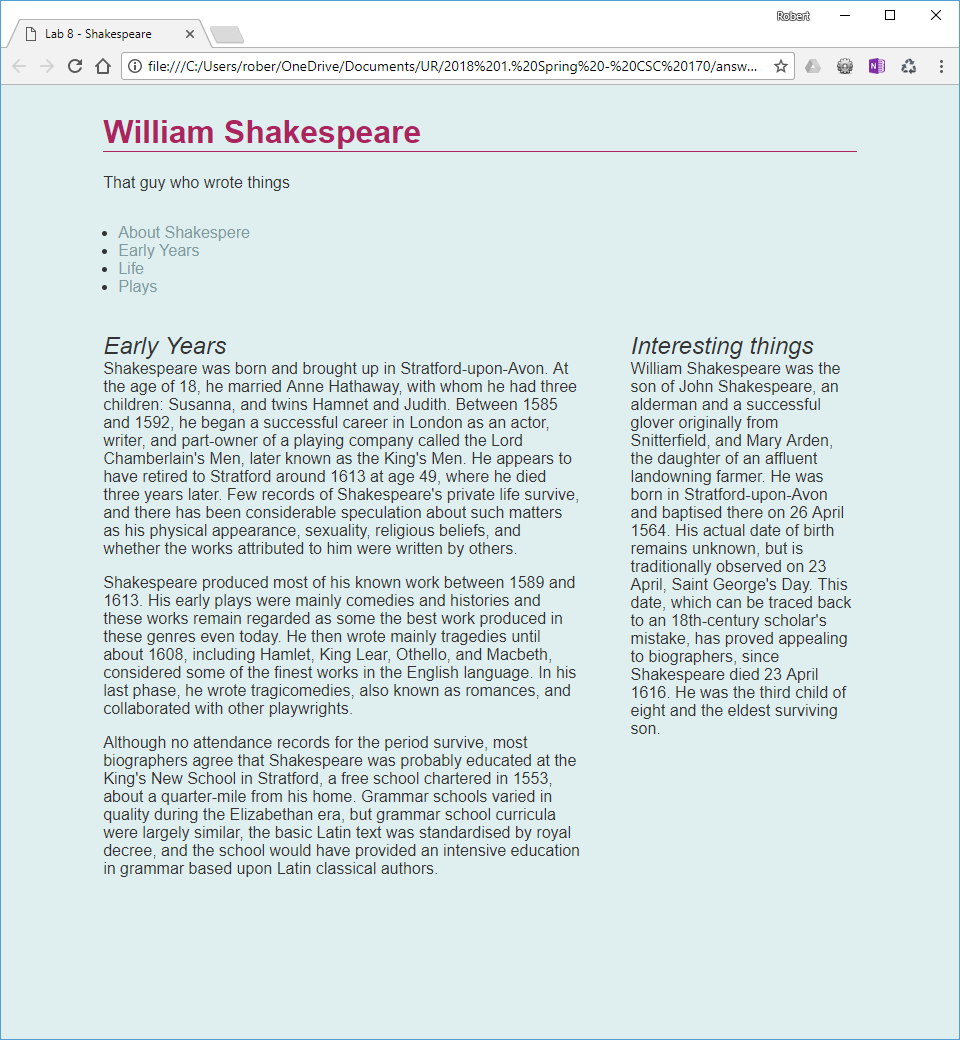 Robert
Lab 8 - Shakespeare
file:///C:/Users/rober/OneDrive/Documents/UR/2018%201.%20Spring%20-%20CSC%20170/answ...
William Shakespeare
That guy who wrote things
About Shakespere
Early Years
Life
Plays
Early Years
Shakespeare was born and brought up in Stratford-upon-Avon. At
the age of 18, he married Anne Hathaway, with whom he had three
children: Susanna, and twins Hamnet and Judith. Between 1585
and 1592, he began a successful career in London as an actor,
writer, and part-owner of a playing company called the Lord
Chamberlain's Men, later known as the King's Men. He appears to
have retired to Stratford around 1613 at age 49, where he died
three years later. Few records of Shakespeare's private life survive,
and there has been considerable speculation about such matters
as his physical appearance, sexuality, religious beliefs, and
whether the works attributed to him were written by others.
Shakespeare produced most of his known work between 1589 and
1613. His early plays were mainly comedies and histories and
these works remain regarded as some the best work produced in
these genres even today. He then wrote mainly tragedies until
about 1608, including Hamlet, King Lear, Othello, and Macbeth,
considered some of the finest works in the English language. In his
last phase, he wrote tragicomedies, also known as romances, and
collaborated with other playwrights.
Although no attendance records for the period survive, most
biographers agree that Shakespeare was probably educated at the
King's New School in Stratford, a free school chartered in 1553,
about a quarter-mile from his home. Grammar schools varied in
quality during the Elizabethan era, but grammar school curricula
were largely similar, the basic Latin text was standardised by royal
decree, and the school would have provided an intensive education
in grammar based upon Latin classical authors.
Interesting things
William Shakespeare was the
son of John Shakespeare, an
alderman and a successful
glover originally from
Snitterfield, and Mary Arden,
the daughter of an affluent
landowning farmer. He was
born in Stratford-upon-Avon
and baptised there on 26 April
1564. His actual date of birth
remains unknown, but is
traditionally observed on 23
April, Saint George's Day. This
date, which can be traced back
to an 18th-century scholar's
mistake, has proved appealing
to biographers, since
Shakespeare died 23 April
1616. He was the third child of
eight and the eldest surviving
son.